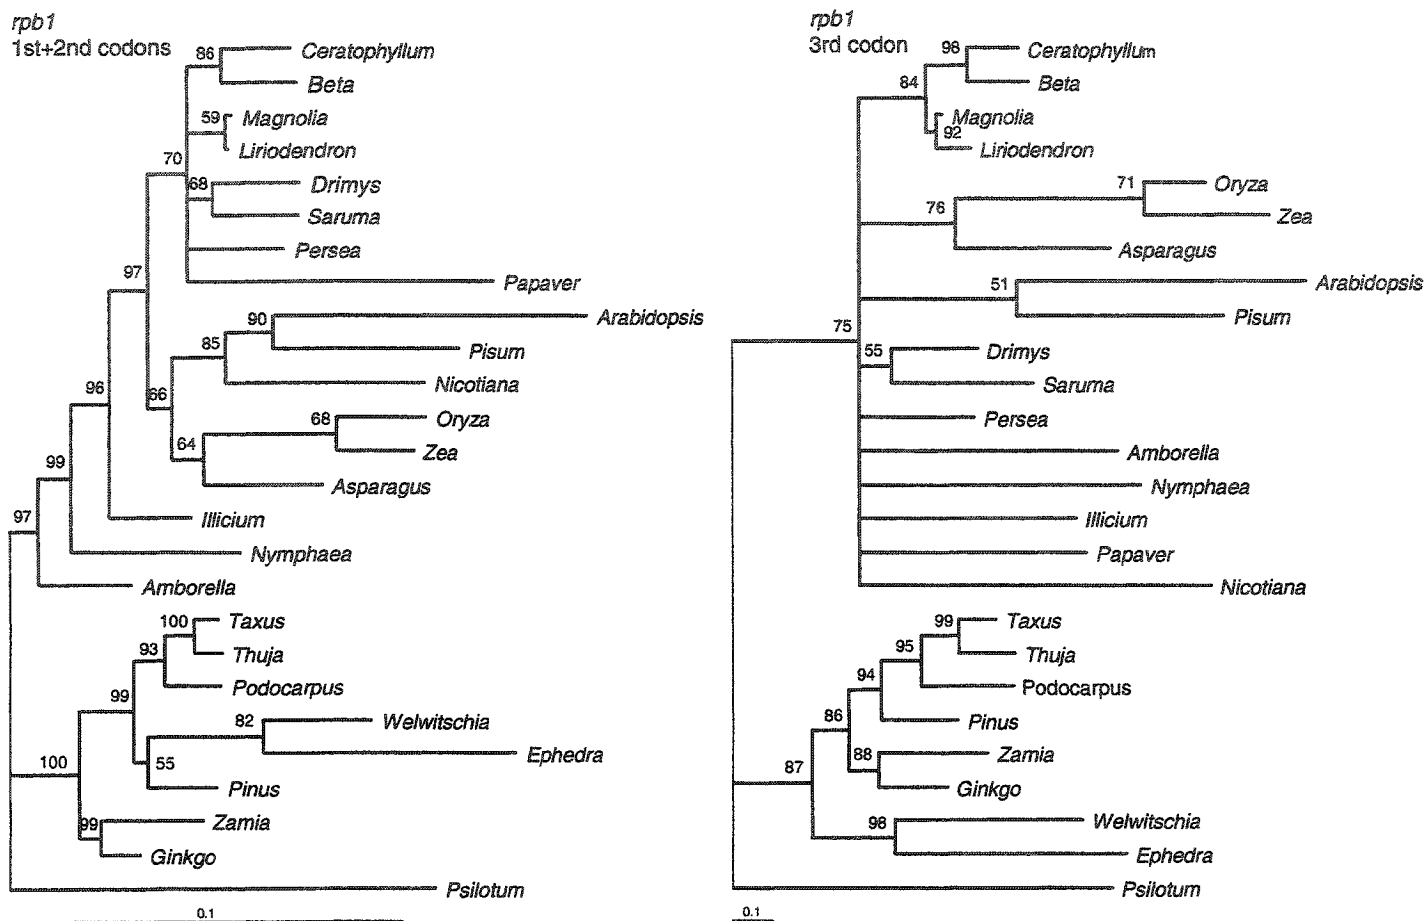 rpb1
1st+2nd codons
86
Ceratophyllum
Beta
59
Magnolia
Liriodendron
70
68
Drimys
Saruma
Persea
97
Papaver
90
Arabidopsis
85
Pisum
Nicotiana
96
66
68
Oryza
64
Zea
99
Asparagus
97
Illicium
Nymphaea
Amborella
100
Taxus
93
Thuja
99
Podocarpus
82
Welwitschia
100
55
Ephedra
Pinus
99
Zamia
Ginkgo
Psilotum
0.1
rpb1
3rd codon
98
Ceratophyllum
84
Beta
Magnolia
92
Liriodendron
71
Oryza
76
Zea
Asparagus
51
Arabidopsis
75
Pisum
55
Drimys
Saruma
Persea
Amborella
Nymphaea
Illicium
Papaver
Nicotiana
99
Taxus
95
Thuja
94
Podocarpus
86
Pinus
88
Zamia
87
Ginkgo
98
Welwitschia
Ephedra
Psilotum
0.1